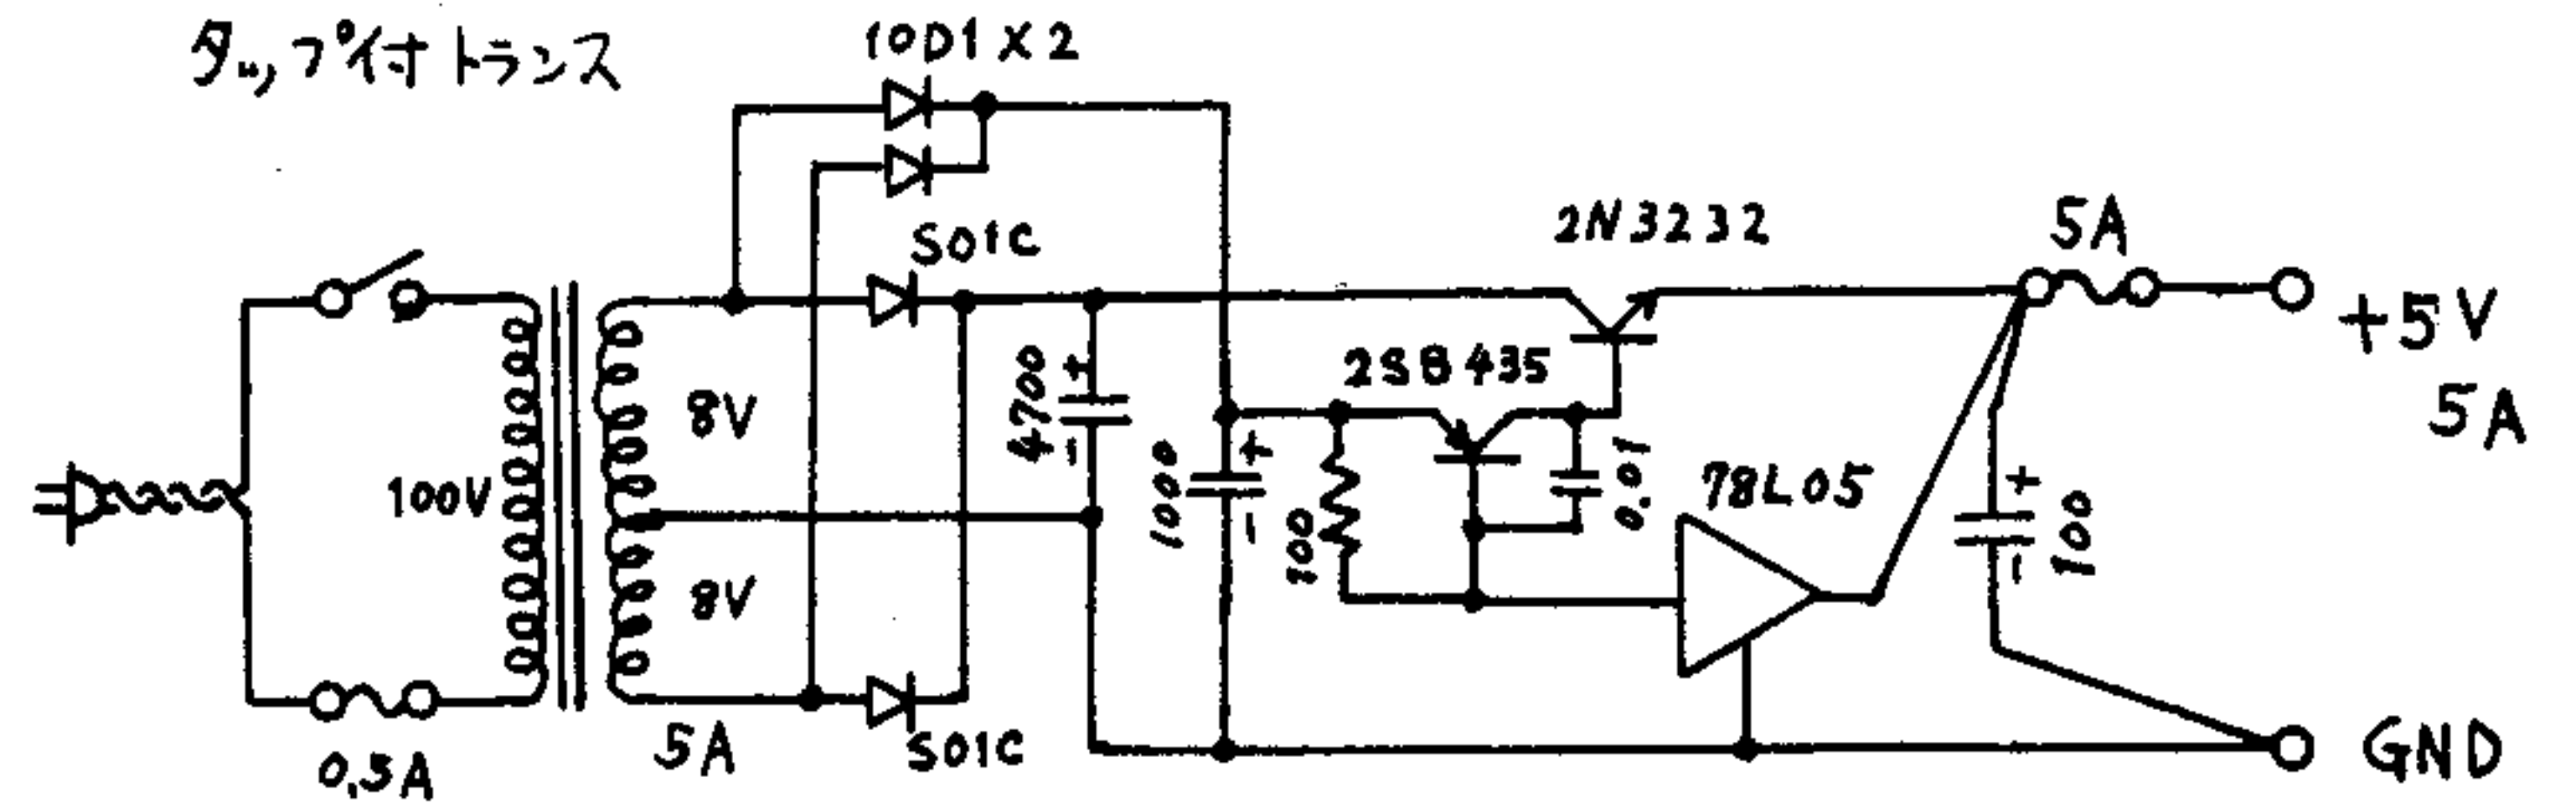 タップ付トランス
10D1×2
S01C
2N3232
5A
+5V
5A
8V
4700
+
-
2SB435
100V
1000
+
-
100
0.01
78L05
+
100
-
8V
0.5A
5A
S01C
GND